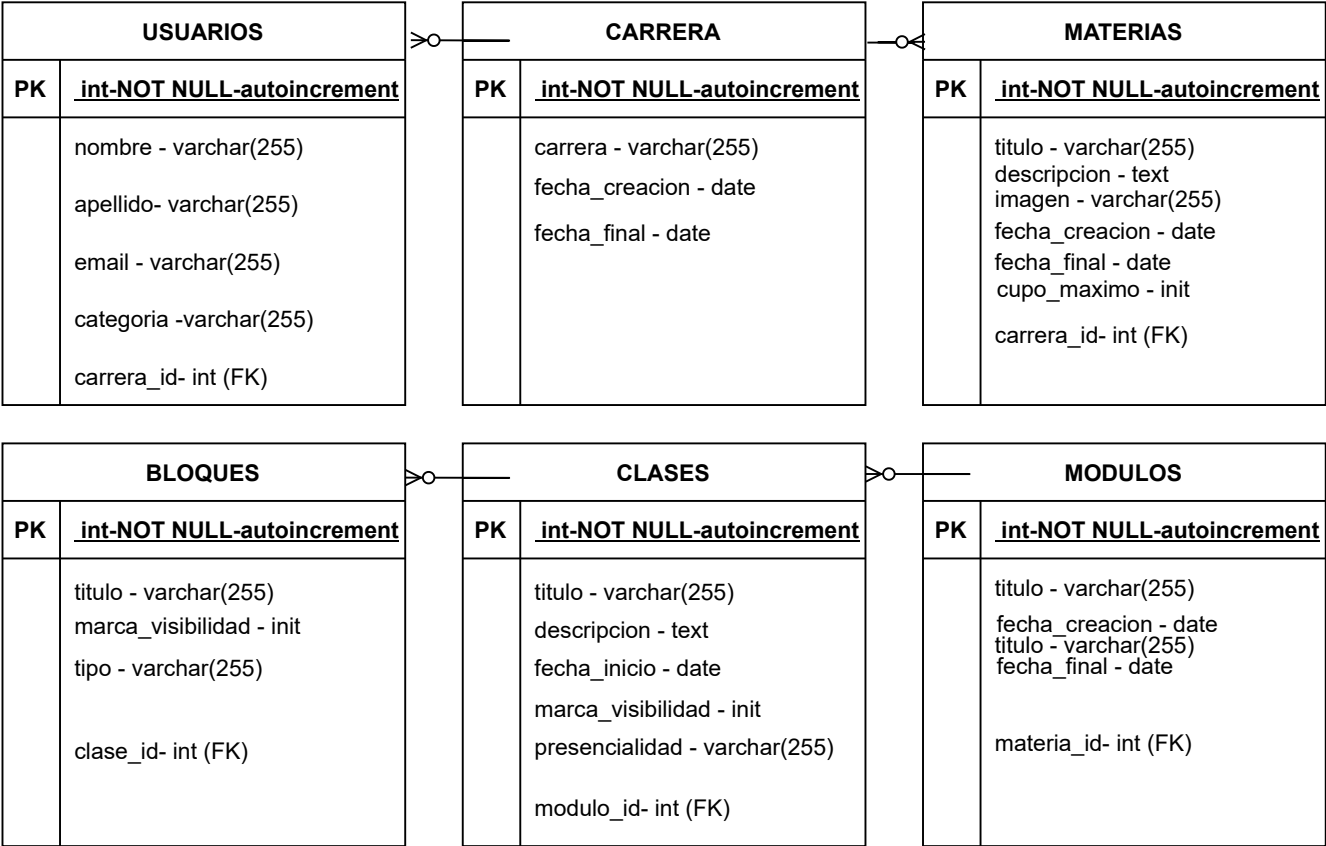 USUARIOS
PK int-NOT NULL-autoincrement
nombre - varchar(255)
apellido- varchar(255)
email - varchar(255)
categoria -varchar(255)
carrera_id- int (FK)
CARRERA
PK int-NOT NULL-autoincrement
carrera - varchar(255)
fecha_creacion - date
fecha_final - date
MATERIAS
PK int-NOT NULL-autoincrement
titulo - varchar(255)
descripcion - text
imagen - varchar(255)
fecha_creacion - date
fecha_final - date
cupo_maximo - init
carrera_id- int (FK)
BLOQUES
PK int-NOT NULL-autoincrement
titulo - varchar(255)
marca_visibilidad - init
tipo - varchar(255)
clase_id- int (FK)
CLASES
PK int-NOT NULL-autoincrement
titulo - varchar(255)
descripcion - text
fecha_inicio - date
marca_visibilidad - init
presencialidad - varchar(255)
modulo_id- int (FK)
MODULOS
PK int-NOT NULL-autoincrement
titulo - varchar(255)
fecha_creacion - date
titulo - varchar(255)
fecha_final - date
materia_id- int (FK)